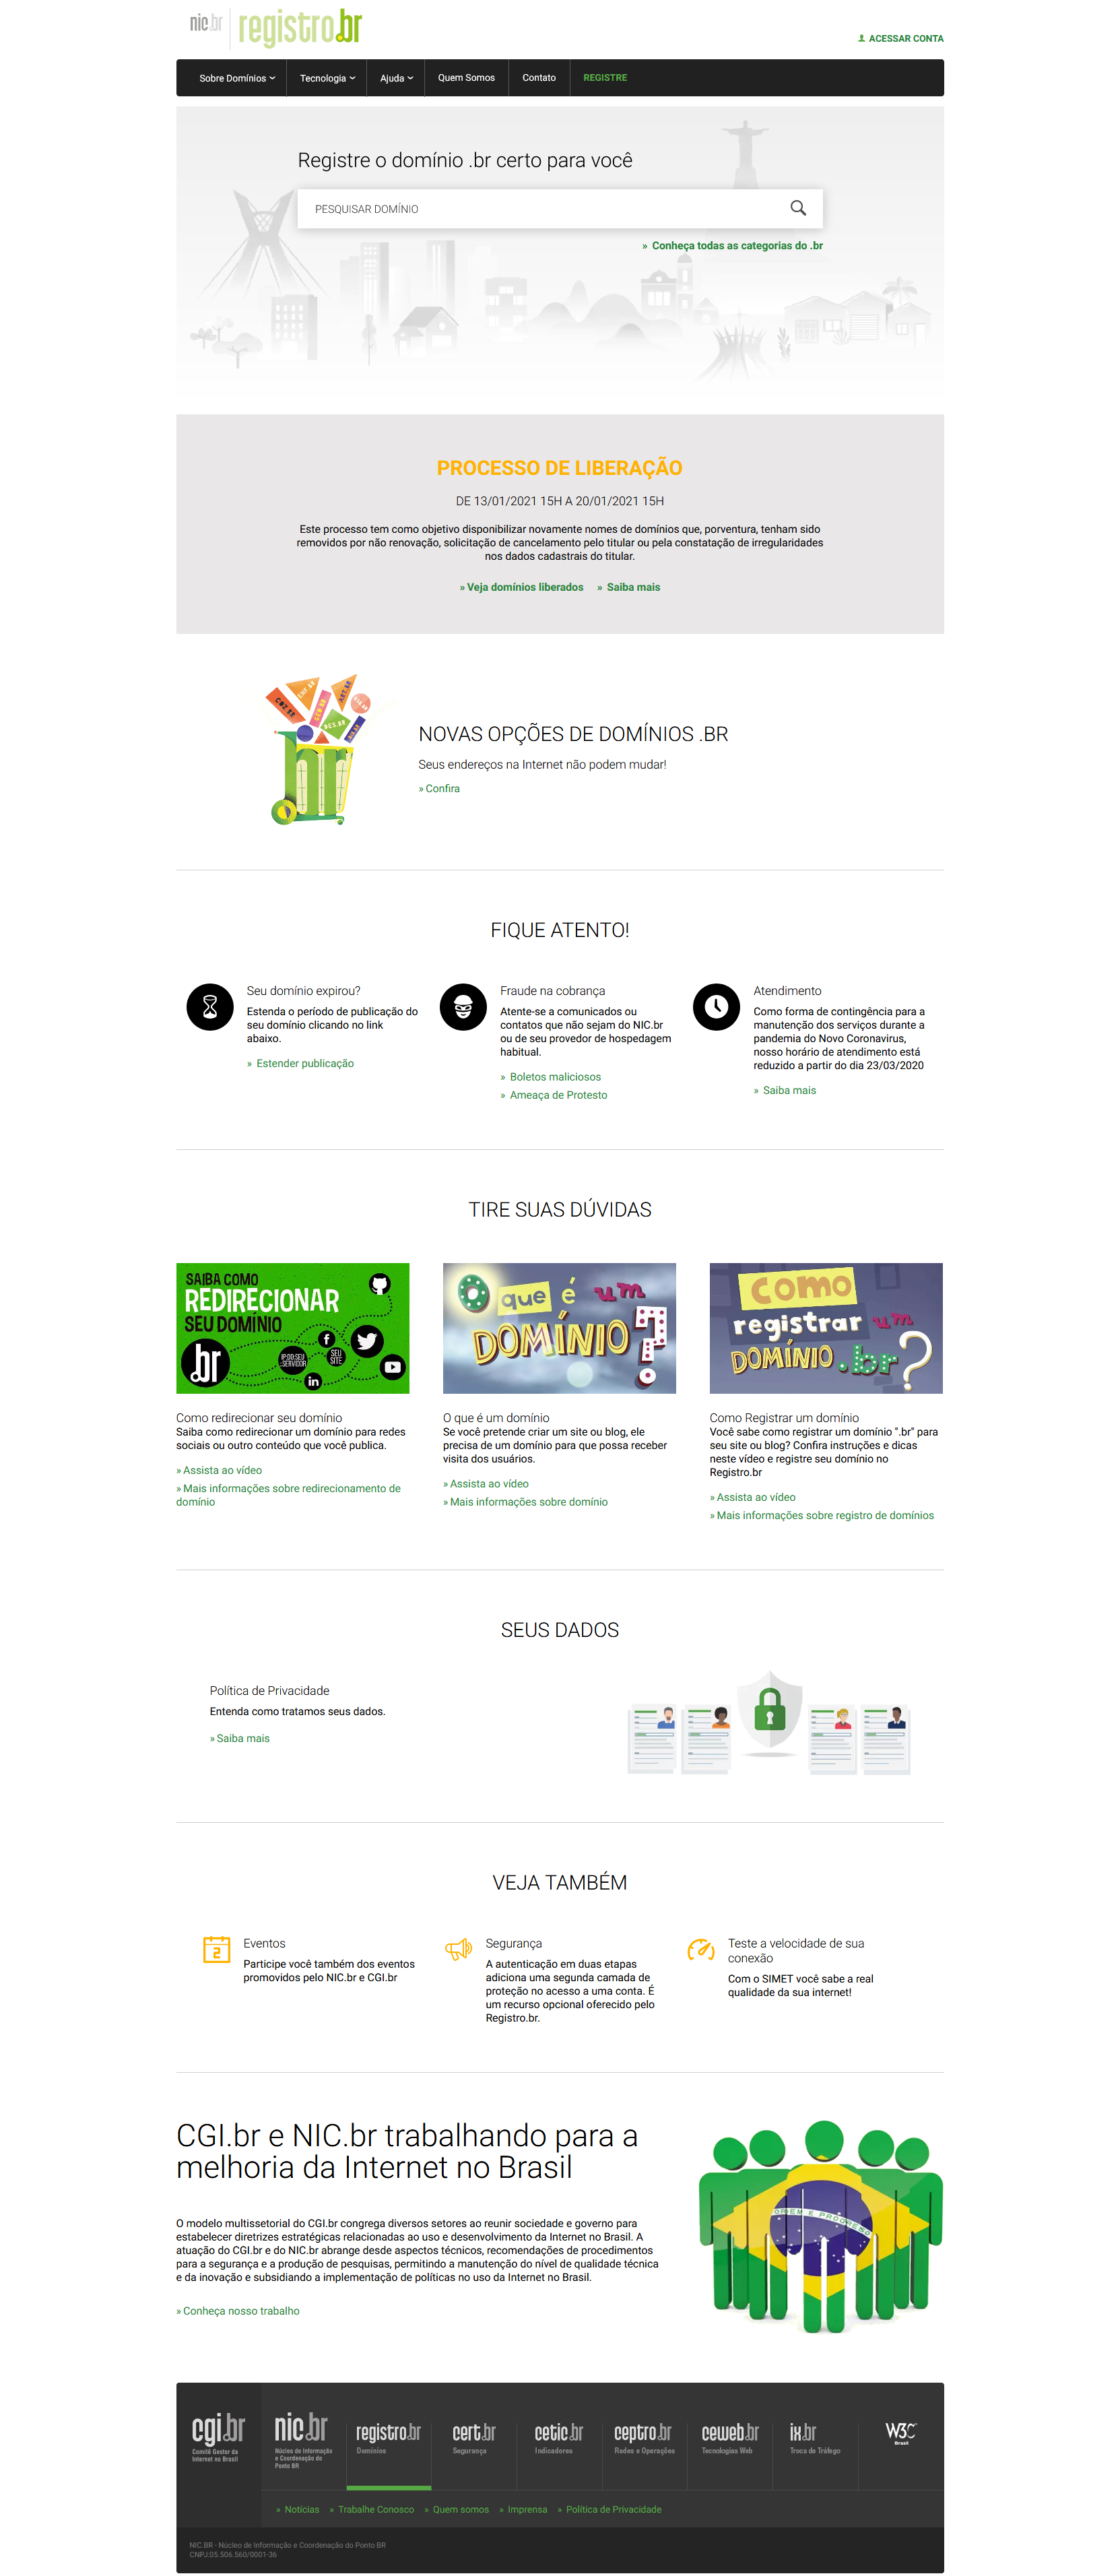 nic.br registro.br
ACESSAR CONTA
Sobre Domínios Tecnologia Ajuda Quem Somos Contato REGISTRE
Registre o domínio .br certo para você
PESQUISAR DOMÍNIO
» Conheça todas as categorias do .br
PROCESSO DE LIBERAÇÃO
DE 13/01/2021 15H A 20/01/2021 15H
Este processo tem como objetivo disponibilizar novamente nomes de domínios que, porventura, tenham sido
removidos por não renovação, solicitação de cancelamento pelo titular ou pela constatação de irregularidades
nos dados cadastrais do titular.
» Veja domínios liberados » Saiba mais
NOVAS OPÇÕES DE DOMÍNIOS .BR
Seus endereços na Internet não podem mudar!
» Confira
FIQUE ATENTO!
Seu domínio expirou?
Estenda o período de publicação do
seu domínio clicando no link
abaixo.
» Estender publicação
Fraude na cobrança
Atente-se a comunicados ou
contatos que não sejam do NIC.br
ou de seu provedor de hospedagem
habitual.
» Boletos maliciosos
» Ameaça de Protesto
Atendimento
Como forma de contingência para a
manutenção dos serviços durante a
pandemia do Novo Coronavirus,
nosso horário de atendimento está
reduzido a partir do dia 23/03/2020
» Saiba mais
TIRE SUAS DÚVIDAS
SAIBA COMO
REDIRECIONAR
SEU DOMÍNIO
.br
IP.DO.SEU
.SERVIDOR
SEU
SITE
Como redirecionar seu domínio
Saiba como redirecionar um domínio para redes
sociais ou outro conteúdo que você publica.
» Assista ao vídeo
» Mais informações sobre redirecionamento de
domínio
O que é um
DOMÍNIO?
O que é um domínio
Se você pretende criar um site ou blog, ele
precisa de um domínio para que possa receber
visita dos usuários.
» Assista ao vídeo
» Mais informações sobre domínio
como
registrar um
DOMÍNIO.br?
Como Registrar um domínio
Você sabe como registrar um domínio ".br" para
seu site ou blog? Confira instruções e dicas
neste vídeo e registre seu domínio no
Registro.br
» Assista ao vídeo
» Mais informações sobre registro de domínios
SEUS DADOS
Política de Privacidade
Entenda como tratamos seus dados.
» Saiba mais
VEJA TAMBÉM
2
Eventos
Participe você também dos eventos
promovidos pelo NIC.br e CGI.br
Segurança
A autenticação em duas etapas
adiciona uma segunda camada de
proteção no acesso a uma conta. É
um recurso opcional oferecido pelo
Registro.br.
Teste a velocidade de sua
conexão
Com o SIMET você sabe a real
qualidade da sua internet!
CGI.br e NIC.br trabalhando para a
melhoria da Internet no Brasil
O modelo multissetorial do CGI.br congrega diversos setores ao reunir sociedade e governo para
estabelecer diretrizes estratégicas relacionadas ao uso e desenvolvimento da Internet no Brasil. A
atuação do CGI.br e do NIC.br abrange desde aspectos técnicos, recomendações de procedimentos
para a segurança e a produção de pesquisas, permitindo a manutenção do nível de qualidade técnica
e da inovação e subsidiando a implementação de políticas no uso da Internet no Brasil.
» Conheça nosso trabalho
ORDEM E PROGRESSO
cgi.br
Comitê Gestor da
Internet no Brasil
nic.br
Núcleo de Informação
e Coordenação do
Ponto BR
registro.br
Domínios
cert.br
Segurança
cetic.br
Indicadores
ceptro.br
Redes e Operações
ceweb.br
Tecnologias Web
ix.br
Troca de Tráfego
W3C
Brasil
» Notícias » Trabalhe Conosco » Quem somos » Imprensa » Política de Privacidade
NIC.BR - Núcleo de Informação e Coordenação do Ponto BR
CNPJ:05.506.560/0001-36